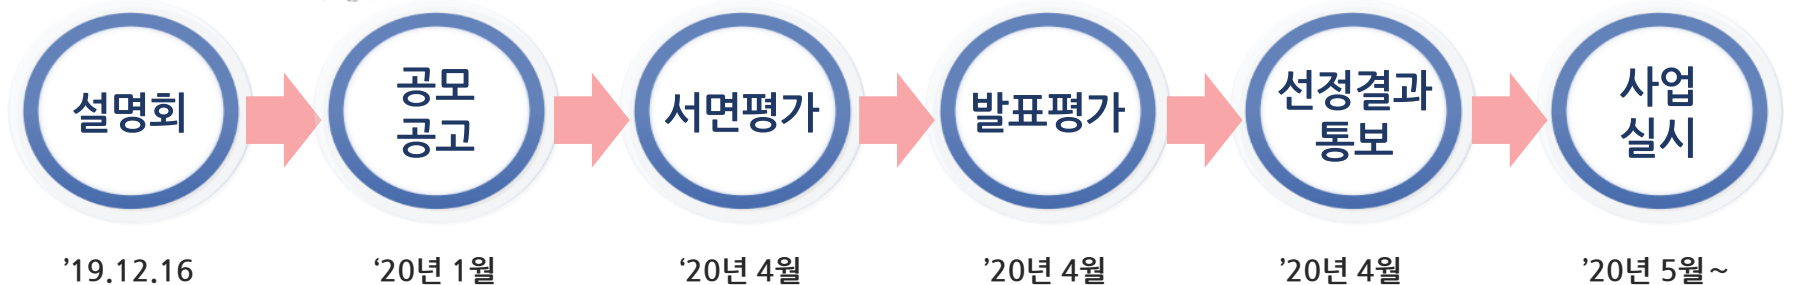 설명회
공모
공고
서면평가
발표평가
선정결과
통보
사업
실시
’19.12.16
‘20년 1월
‘20년 4월
’20년 4월
’20년 4월
’20년 5월~